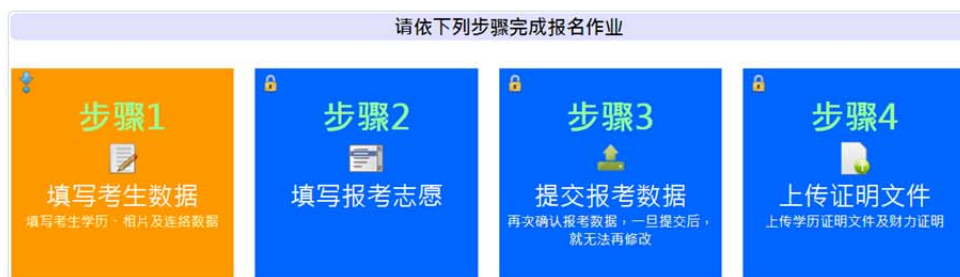 请依下列步骤完成报名作业
步骤1
填写考生数据
填写考生学历、相片及连络数据
步骤2
填写报考志愿
步骤3
提交报考数据
再次确认报考数据，一旦提交后，
就无法再修改
步骤4
上传证明文件
上传学历证明文件及财力证明